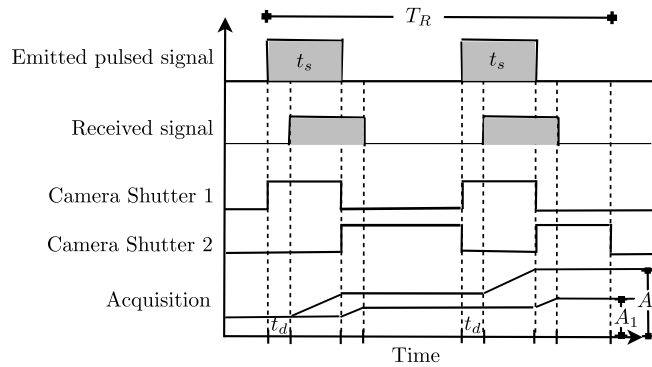 T_R
Emitted pulsed signal
t_s t_s
Received signal
Camera Shutter 1
Camera Shutter 2
Acquisition
t_d t_d
A
A_1
Time